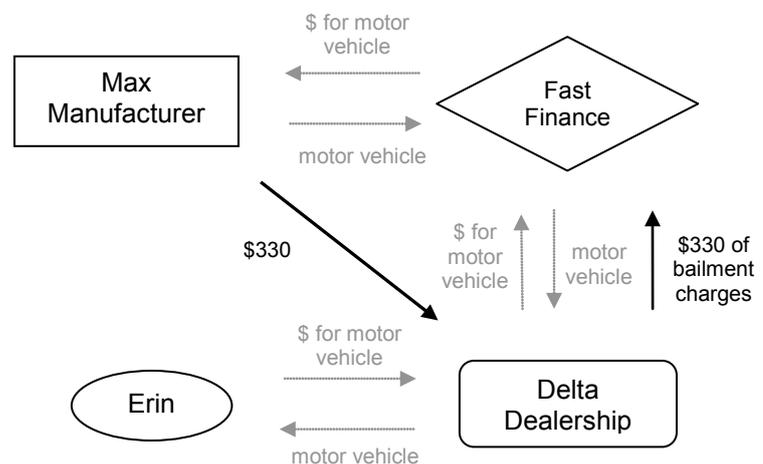 $ for motor
vehicle
Max
Manufacturer
Fast
Finance
motor vehicle
$330
$ for
motor
vehicle
motor
vehicle
$330 of
bailment
charges
$ for motor
vehicle
Erin
Delta
Dealership
motor vehicle